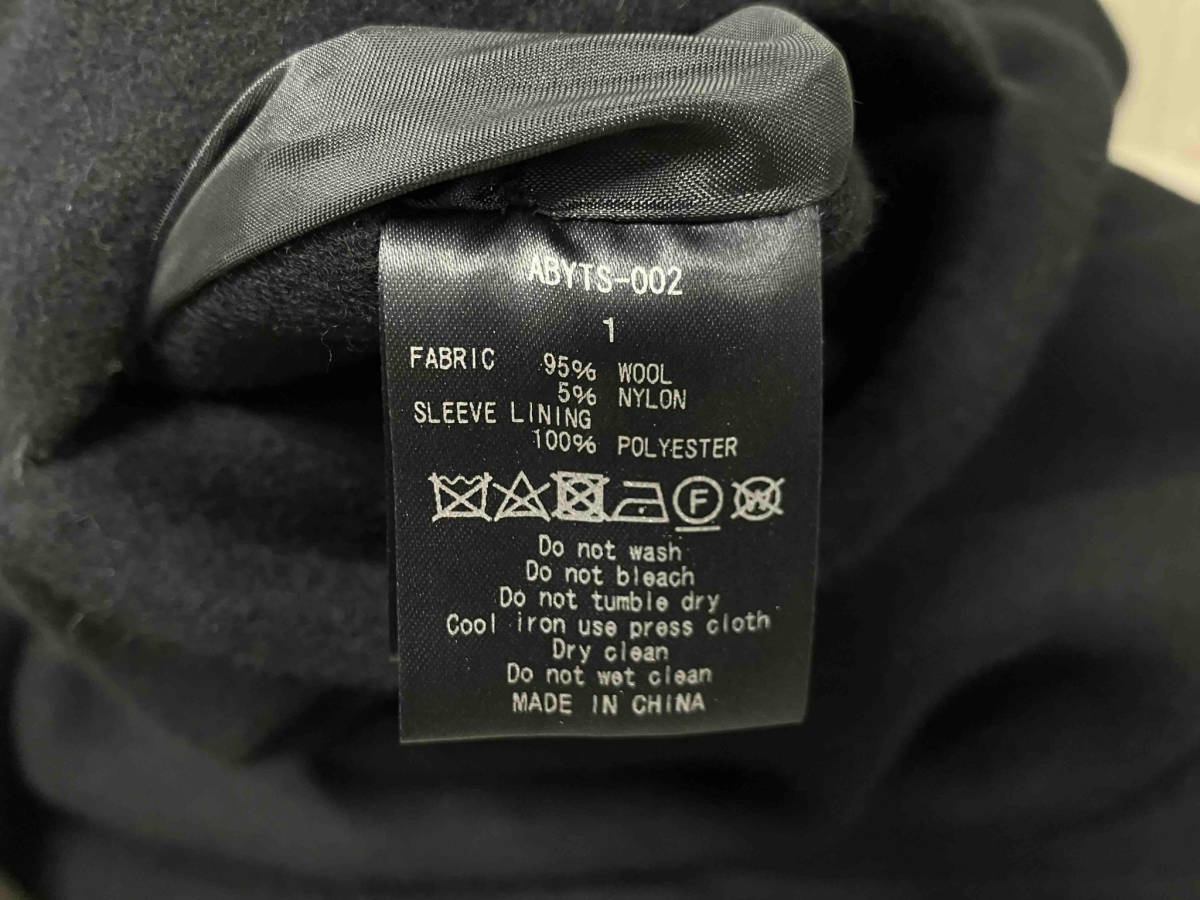 ABYTS-002
1
FABRIC 95% WOOL
5% NYLON
SLEEVE LINING
100% POLYESTER
F W
Do not wash
Do not bleach
Do not tumble dry
Cool iron use press cloth
Dry clean
Do not wet clean
MADE IN CHINA